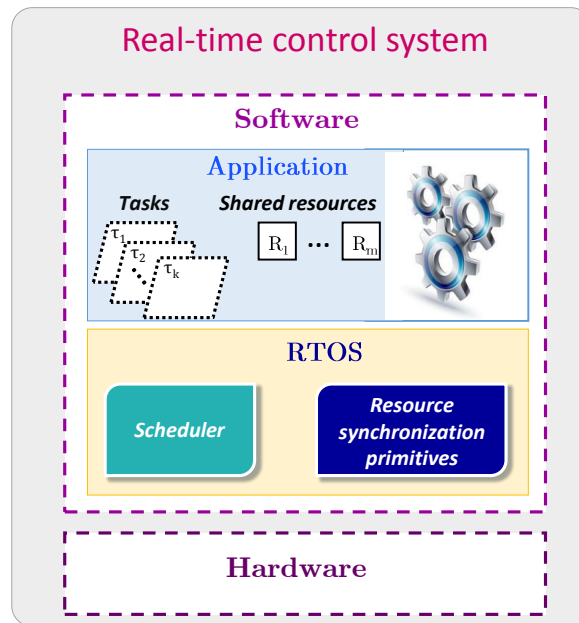 Real-time control system
Software
Application
Tasks
Shared resources
τ1
τ2
τk
R1 ... Rm
RTOS
Scheduler
Resource
synchronization
primitives
Hardware